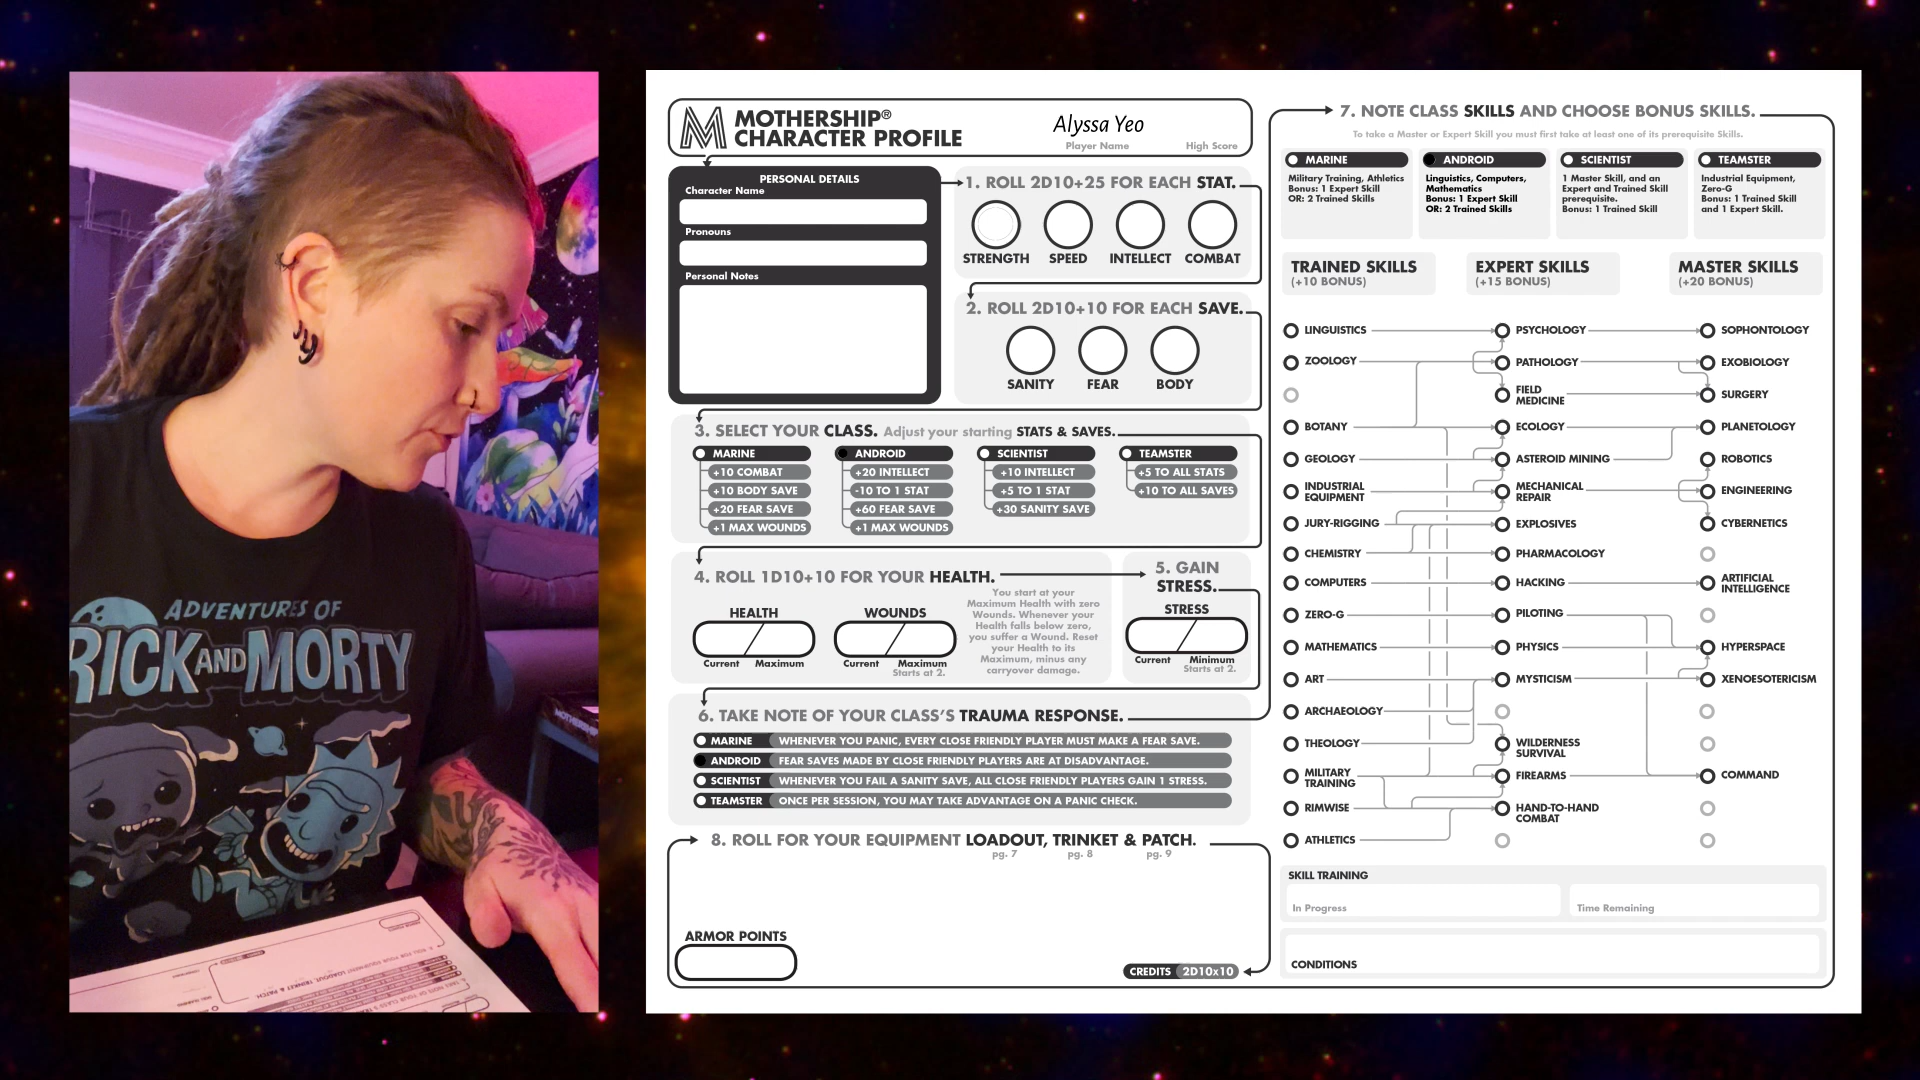 ADVENTURES OF
RICK AND MORTY
MOTHERSHIP®
CHARACTER PROFILE
Alyssa Yeo
Player Name
High Score
PERSONAL DETAILS
Character Name
Pronouns
Personal Notes
1. ROLL 2D10+25 FOR EACH STAT.
STRENGTH
SPEED
INTELLECT
COMBAT
2. ROLL 2D10+10 FOR EACH SAVE.
SANITY
FEAR
BODY
3. SELECT YOUR CLASS. Adjust your starting STATS & SAVES.
MARINE
+10 COMBAT
+10 BODY SAVE
+20 FEAR SAVE
+1 MAX WOUNDS
ANDROID
+20 INTELLECT
-10 TO 1 STAT
+60 FEAR SAVE
+1 MAX WOUNDS
SCIENTIST
+10 INTELLECT
+5 TO 1 STAT
+30 SANITY SAVE
TEAMSTER
+5 TO ALL STATS
+10 TO ALL SAVES
4. ROLL 1D10+10 FOR YOUR HEALTH.
HEALTH
Current
Maximum
WOUNDS
Current
Maximum
Starts at 2.
You start at your
Maximum Health with zero
Wounds. Whenever your
Health falls below zero,
you suffer a Wound. Reset
your Health to its
Maximum, minus any
carryover damage.
5. GAIN
STRESS.
STRESS
Current
Minimum
Starts at 2.
6. TAKE NOTE OF YOUR CLASS'S TRAUMA RESPONSE.
MARINE WHENEVER YOU PANIC, EVERY CLOSE FRIENDLY PLAYER MUST MAKE A FEAR SAVE.
ANDROID FEAR SAVES MADE BY CLOSE FRIENDLY PLAYERS ARE AT DISADVANTAGE.
SCIENTIST WHENEVER YOU FAIL A SANITY SAVE, ALL CLOSE FRIENDLY PLAYERS GAIN 1 STRESS.
TEAMSTER ONCE PER SESSION, YOU MAY TAKE ADVANTAGE ON A PANIC CHECK.
8. ROLL FOR YOUR EQUIPMENT LOADOUT, TRINKET & PATCH.
pg. 7
pg. 8
pg. 9
ARMOR POINTS
CREDITS 2D10x10
7. NOTE CLASS SKILLS AND CHOOSE BONUS SKILLS.
To take a Master or Expert Skill you must first take at least one of its prerequisite Skills.
MARINE
Military Training, Athletics
Bonus: 1 Expert Skill
OR: 2 Trained Skills
ANDROID
Linguistics, Computers,
Mathematics
Bonus: 1 Expert Skill
OR: 2 Trained Skills
SCIENTIST
1 Master Skill, and an
Expert and Trained Skill
prerequisite.
Bonus: 1 Trained Skill
TEAMSTER
Industrial Equipment,
Zero-G
Bonus: 1 Trained Skill
and 1 Expert Skill.
TRAINED SKILLS
(+10 BONUS)
LINGUISTICS
ZOOLOGY
BOTANY
GEOLOGY
INDUSTRIAL
EQUIPMENT
JURY-RIGGING
CHEMISTRY
COMPUTERS
ZERO-G
MATHEMATICS
ART
ARCHAEOLOGY
THEOLOGY
MILITARY
TRAINING
RIMWISE
ATHLETICS
EXPERT SKILLS
(+15 BONUS)
PSYCHOLOGY
PATHOLOGY
FIELD
MEDICINE
ECOLOGY
ASTEROID MINING
MECHANICAL
REPAIR
EXPLOSIVES
PHARMACOLOGY
HACKING
PILOTING
PHYSICS
MYSTICISM
WILDERNESS
SURVIVAL
FIREARMS
HAND-TO-HAND
COMBAT
MASTER SKILLS
(+20 BONUS)
SOPHONTOLOGY
EXOBIOLOGY
SURGERY
PLANETOLOGY
ROBOTICS
ENGINEERING
CYBERNETICS
ARTIFICIAL
INTELLIGENCE
HYPERSPACE
XENOESOTERICISM
COMMAND
SKILL TRAINING
In Progress
Time Remaining
CONDITIONS